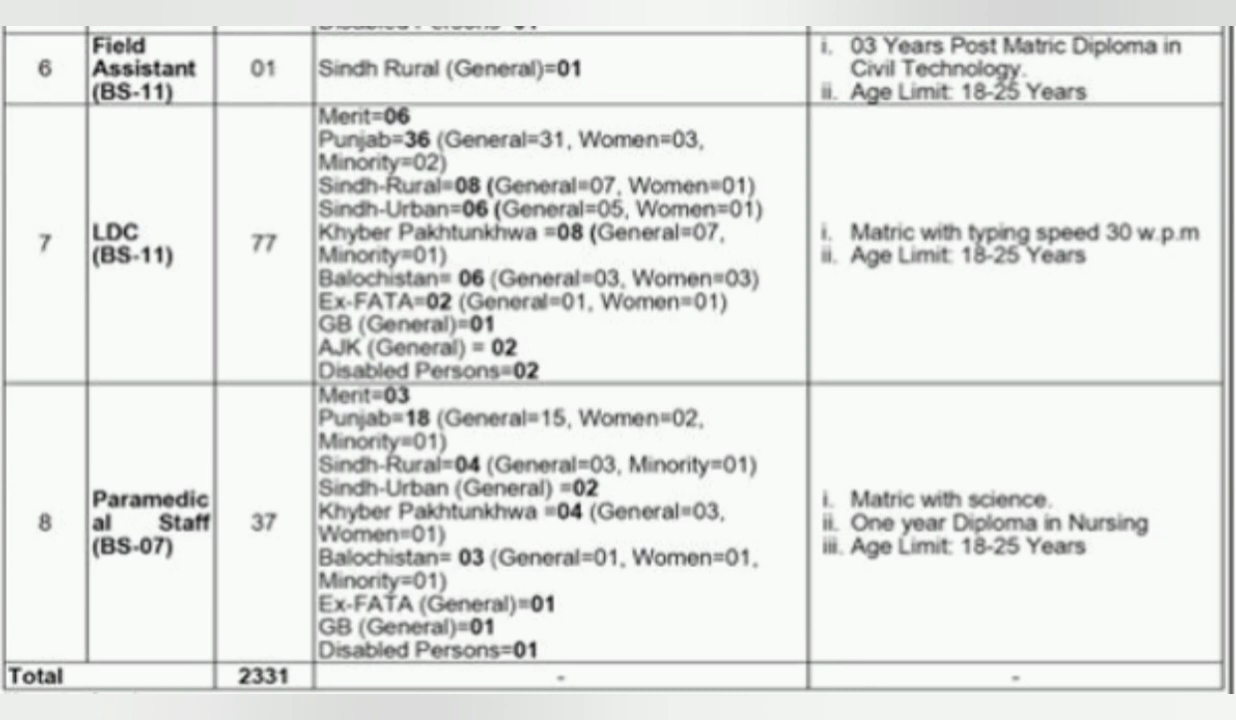 6
Field
Assistant
(BS-11)
01
Sindh Rural (General)=01
i. 03 Years Post Matric Diploma in
Civil Technology.
ii. Age Limit: 18-25 Years
7
LDC
(BS-11)
77
Merit=06
Punjab=36 (General=31, Women=03,
Minority=02)
Sindh-Rural=08 (General=07, Women=01)
Sindh-Urban=06 (General=05, Women=01)
Khyber Pakhtunkhwa =08 (General=07,
Minority=01)
Balochistan= 06 (General=03, Women=03)
Ex-FATA=02 (General=01, Women=01)
GB (General)=01
AJK (General) = 02
Disabled Persons=02
i. Matric with typing speed 30 w.p.m
ii. Age Limit: 18-25 Years
8
Paramedic
al Staff
(BS-07)
37
Merit=03
Punjab=18 (General=15, Women=02,
Minority=01)
Sindh-Rural=04 (General=03, Minority=01)
Sindh-Urban (General) =02
Khyber Pakhtunkhwa =04 (General=03,
Women=01)
Balochistan= 03 (General=01, Women=01,
Minority=01)
Ex-FATA (General)=01
GB (General)=01
Disabled Persons=01
i. Matric with science.
ii. One year Diploma in Nursing
iii. Age Limit: 18-25 Years
Total
2331
-
-